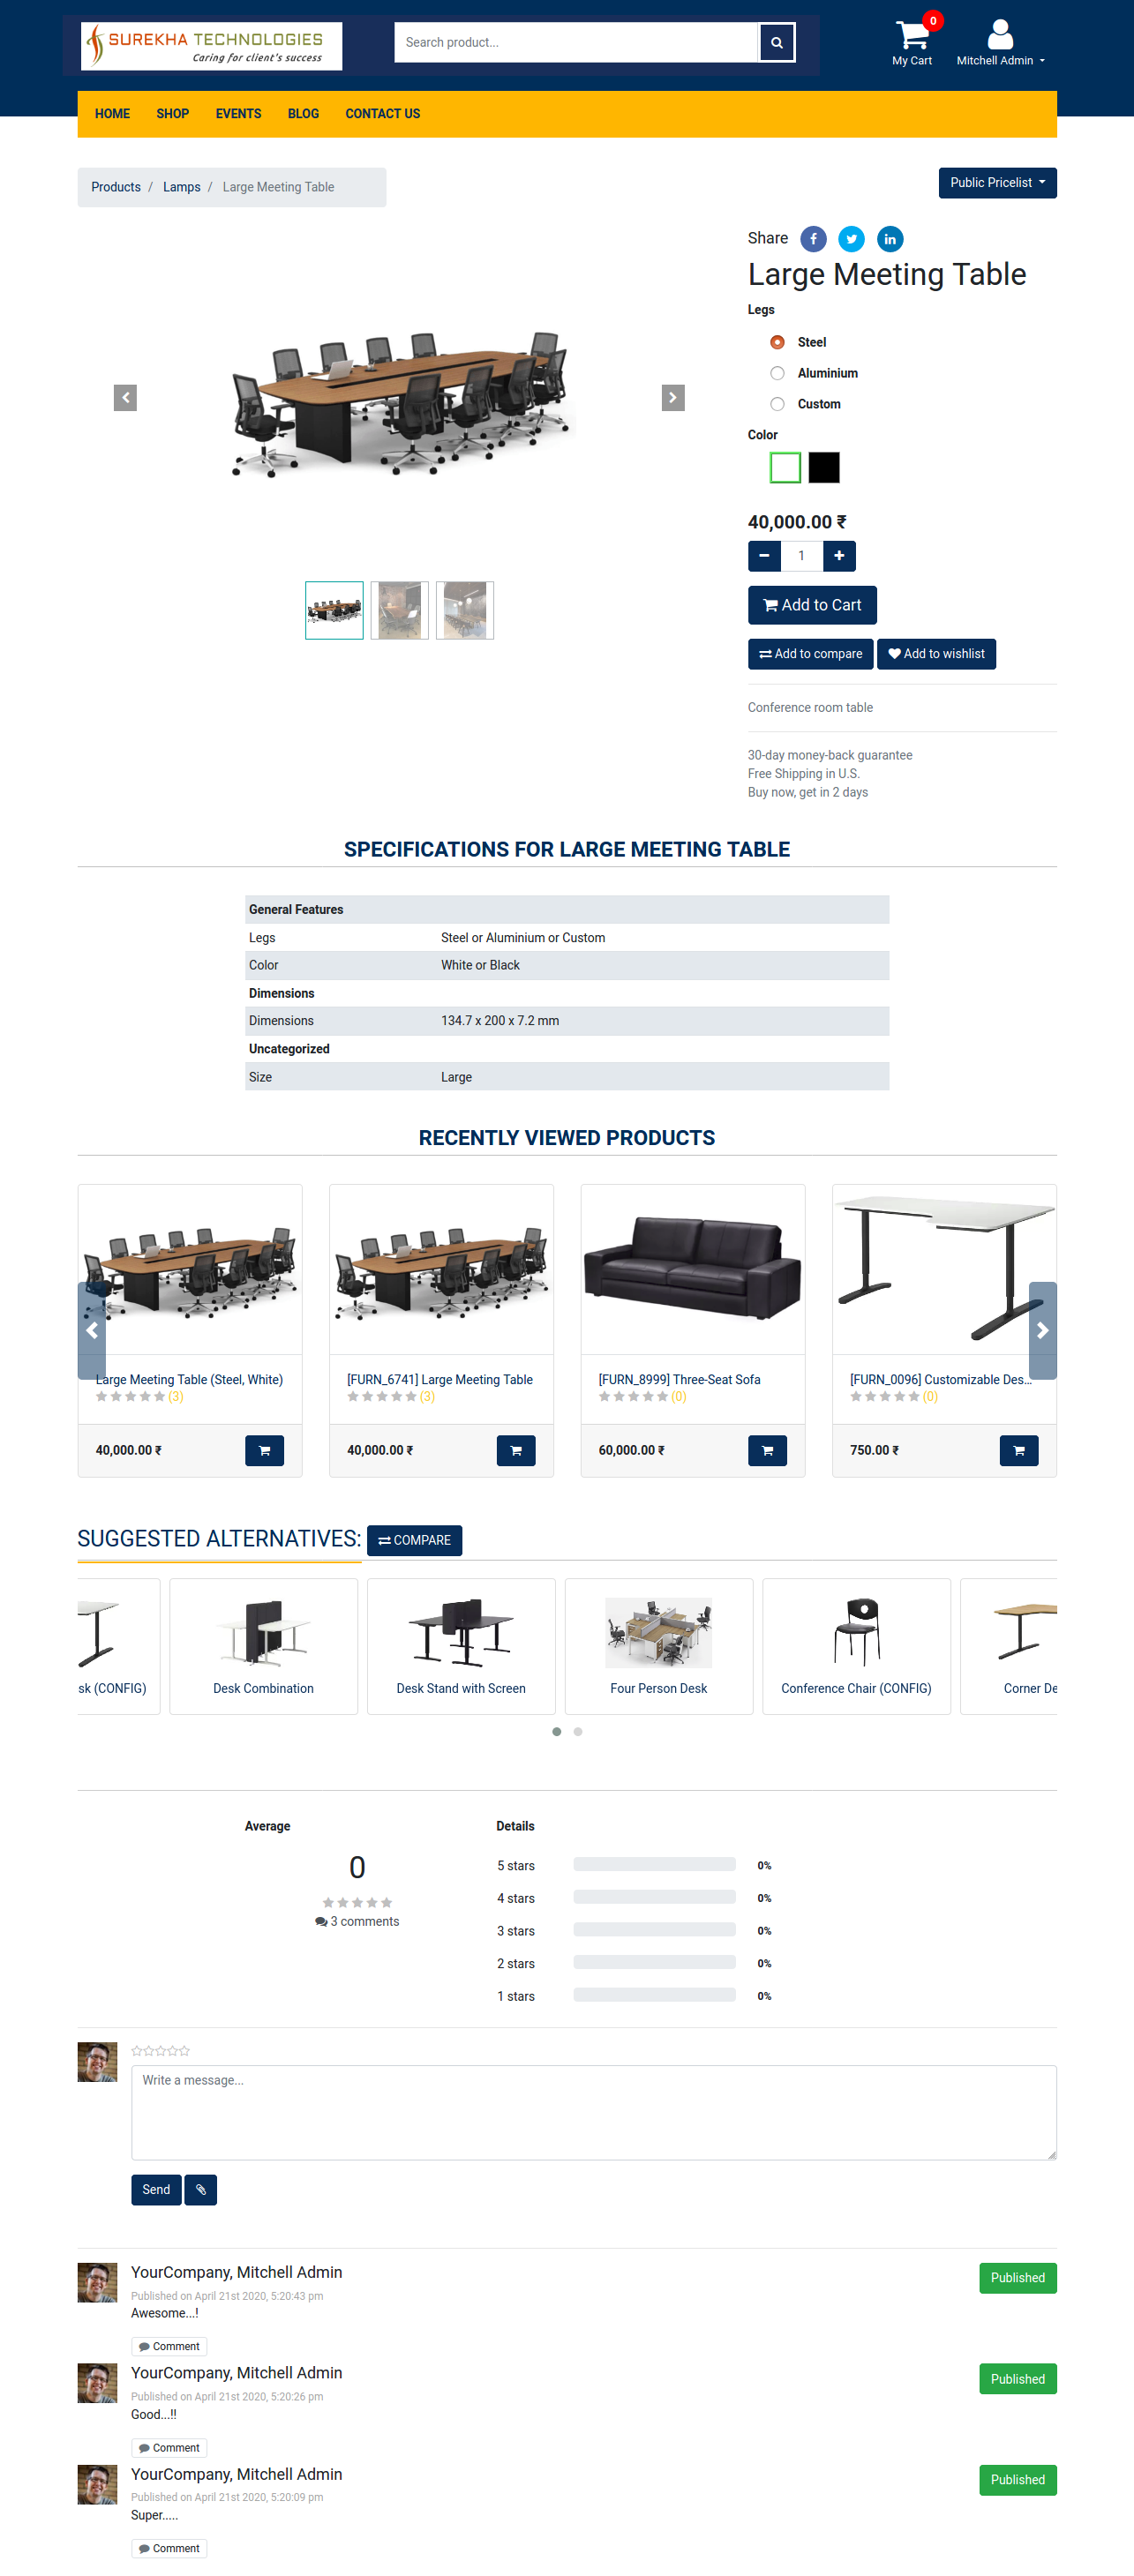 SUREKHA TECHNOLOGIES
Caring for client's success
Search product...
0
My Cart
Mitchell Admin
HOME SHOP EVENTS BLOG CONTACT US
Products / Lamps / Large Meeting Table
Public Pricelist
Share
Large Meeting Table
Legs
Steel
Aluminium
Custom
Color
40,000.00 ₹
1
Add to Cart
Add to compare Add to wishlist
Conference room table
30-day money-back guarantee
Free Shipping in U.S.
Buy now, get in 2 days
SPECIFICATIONS FOR LARGE MEETING TABLE
General Features
Legs Steel or Aluminium or Custom
Color White or Black
Dimensions
Dimensions 134.7 x 200 x 7.2 mm
Uncategorized
Size Large
RECENTLY VIEWED PRODUCTS
Large Meeting Table (Steel, White)
(3)
40,000.00 ₹
[FURN_6741] Large Meeting Table
(3)
40,000.00 ₹
[FURN_8999] Three-Seat Sofa
(0)
60,000.00 ₹
[FURN_0096] Customizable Des...
(0)
750.00 ₹
SUGGESTED ALTERNATIVES: COMPARE
sk (CONFIG)
Desk Combination
Desk Stand with Screen
Four Person Desk
Conference Chair (CONFIG)
Corner De
Average
0
3 comments
Details
5 stars 0%
4 stars 0%
3 stars 0%
2 stars 0%
1 stars 0%
Write a message...
Send
YourCompany, Mitchell Admin
Published
Published on April 21st 2020, 5:20:43 pm
Awesome...!
Comment
YourCompany, Mitchell Admin
Published
Published on April 21st 2020, 5:20:26 pm
Good...!!
Comment
YourCompany, Mitchell Admin
Published
Published on April 21st 2020, 5:20:09 pm
Super.....
Comment